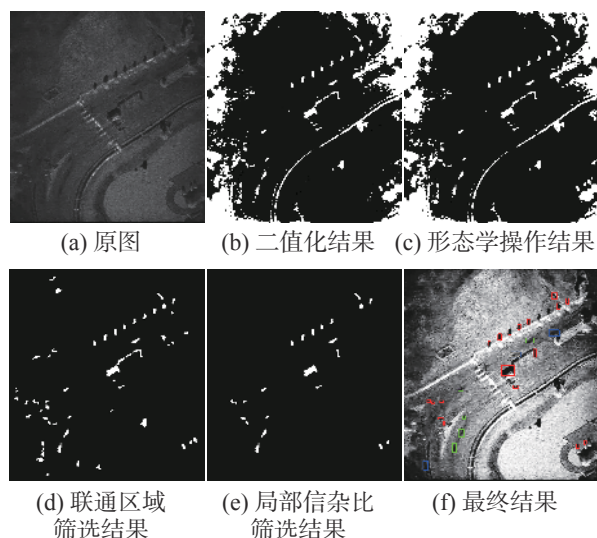 (a) 原图
(b) 二值化结果
(c) 形态学操作结果
(d) 联通区域
筛选结果
(e) 局部信杂比
筛选结果
(f) 最终结果